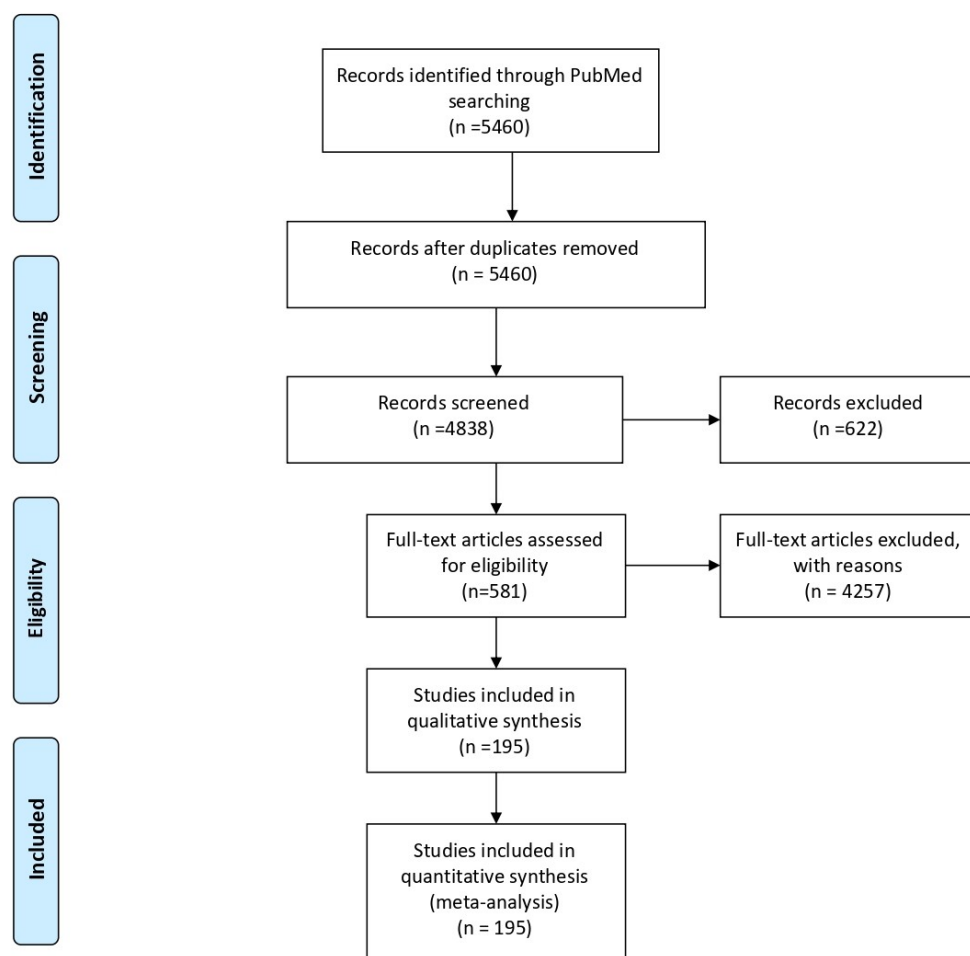 Identification
Records identified through PubMed
searching
(n =5460)
Records after duplicates removed
(n = 5460)
Screening
Records screened
(n =4838)
Records excluded
(n =622)
Eligibility
Full-text articles assessed
for eligibility
(n=581)
Full-text articles excluded,
with reasons
(n = 4257)
Studies included in
qualitative synthesis
(n =195)
Included
Studies included in
quantitative synthesis
(meta-analysis)
(n = 195)